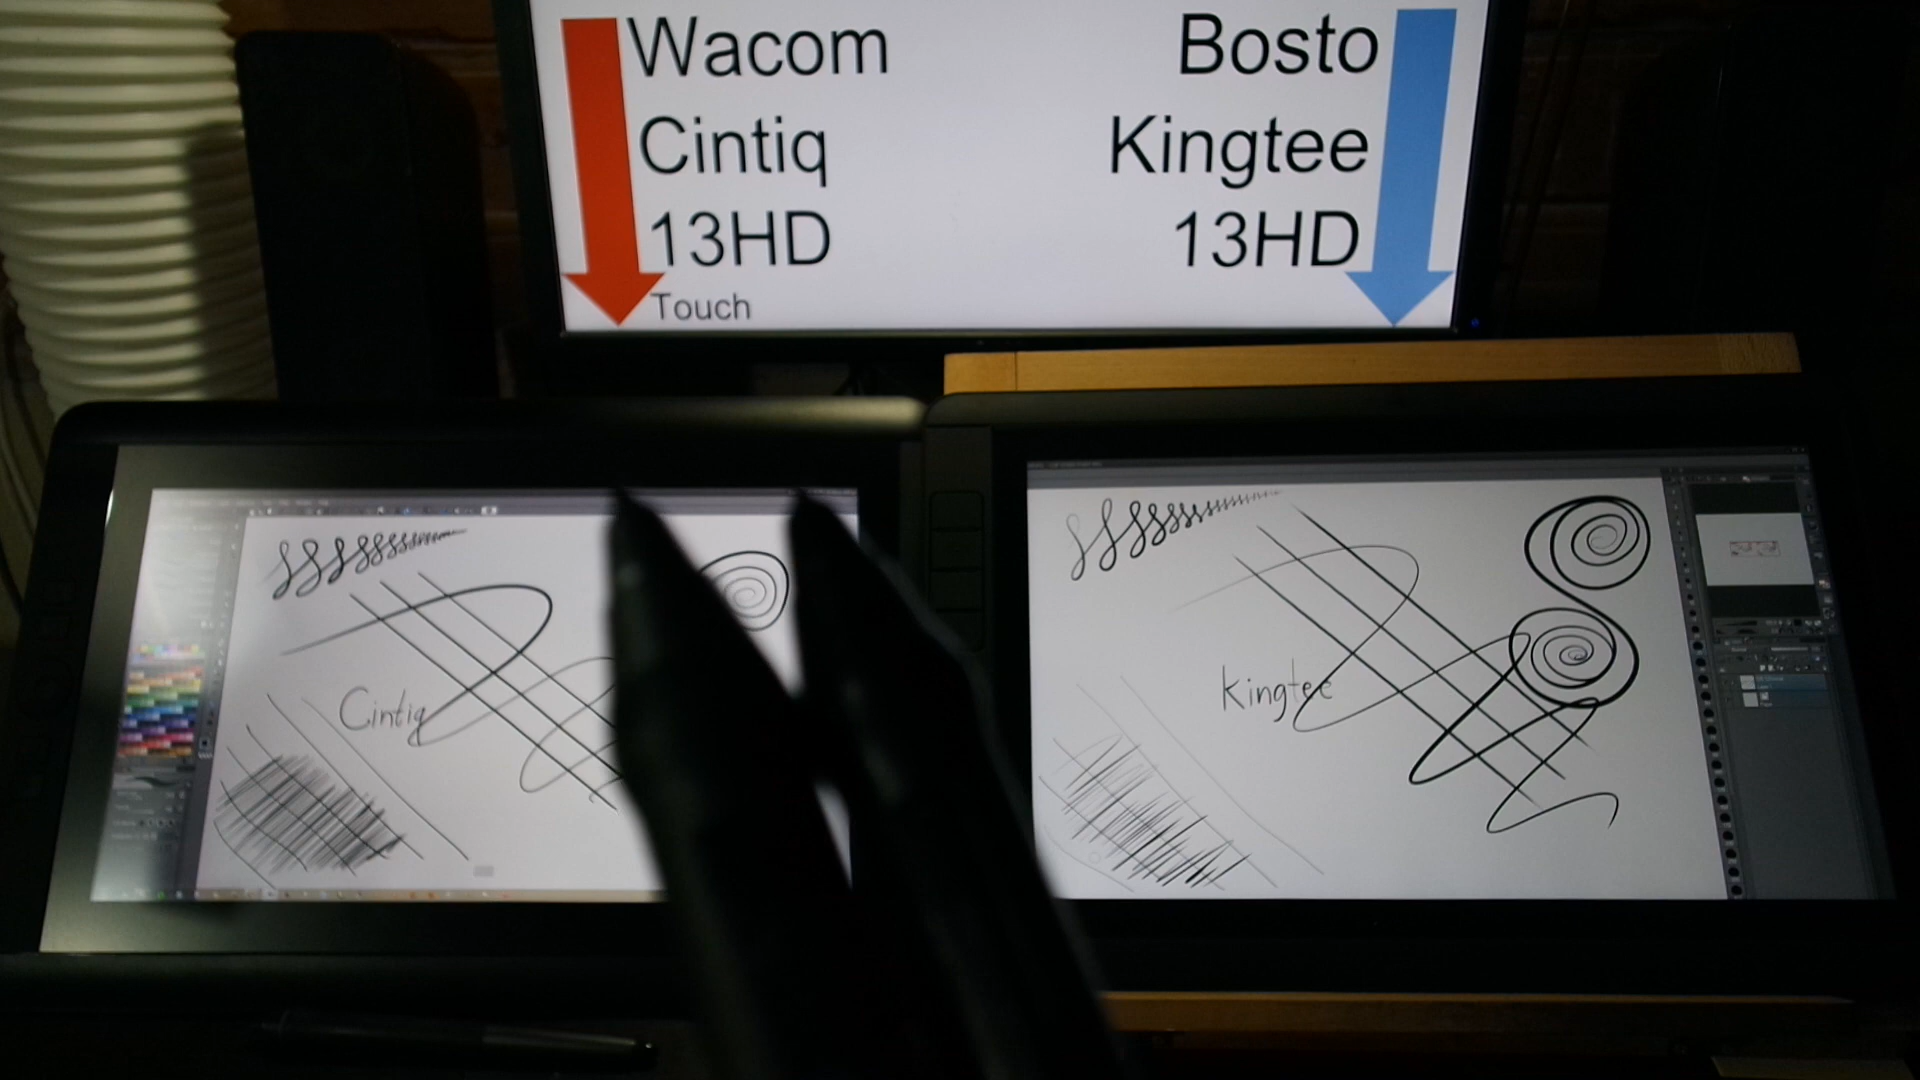 Wacom
Cintiq
13HD
Touch
Bosto
Kingtee
13HD
Cintiq
Kingtee